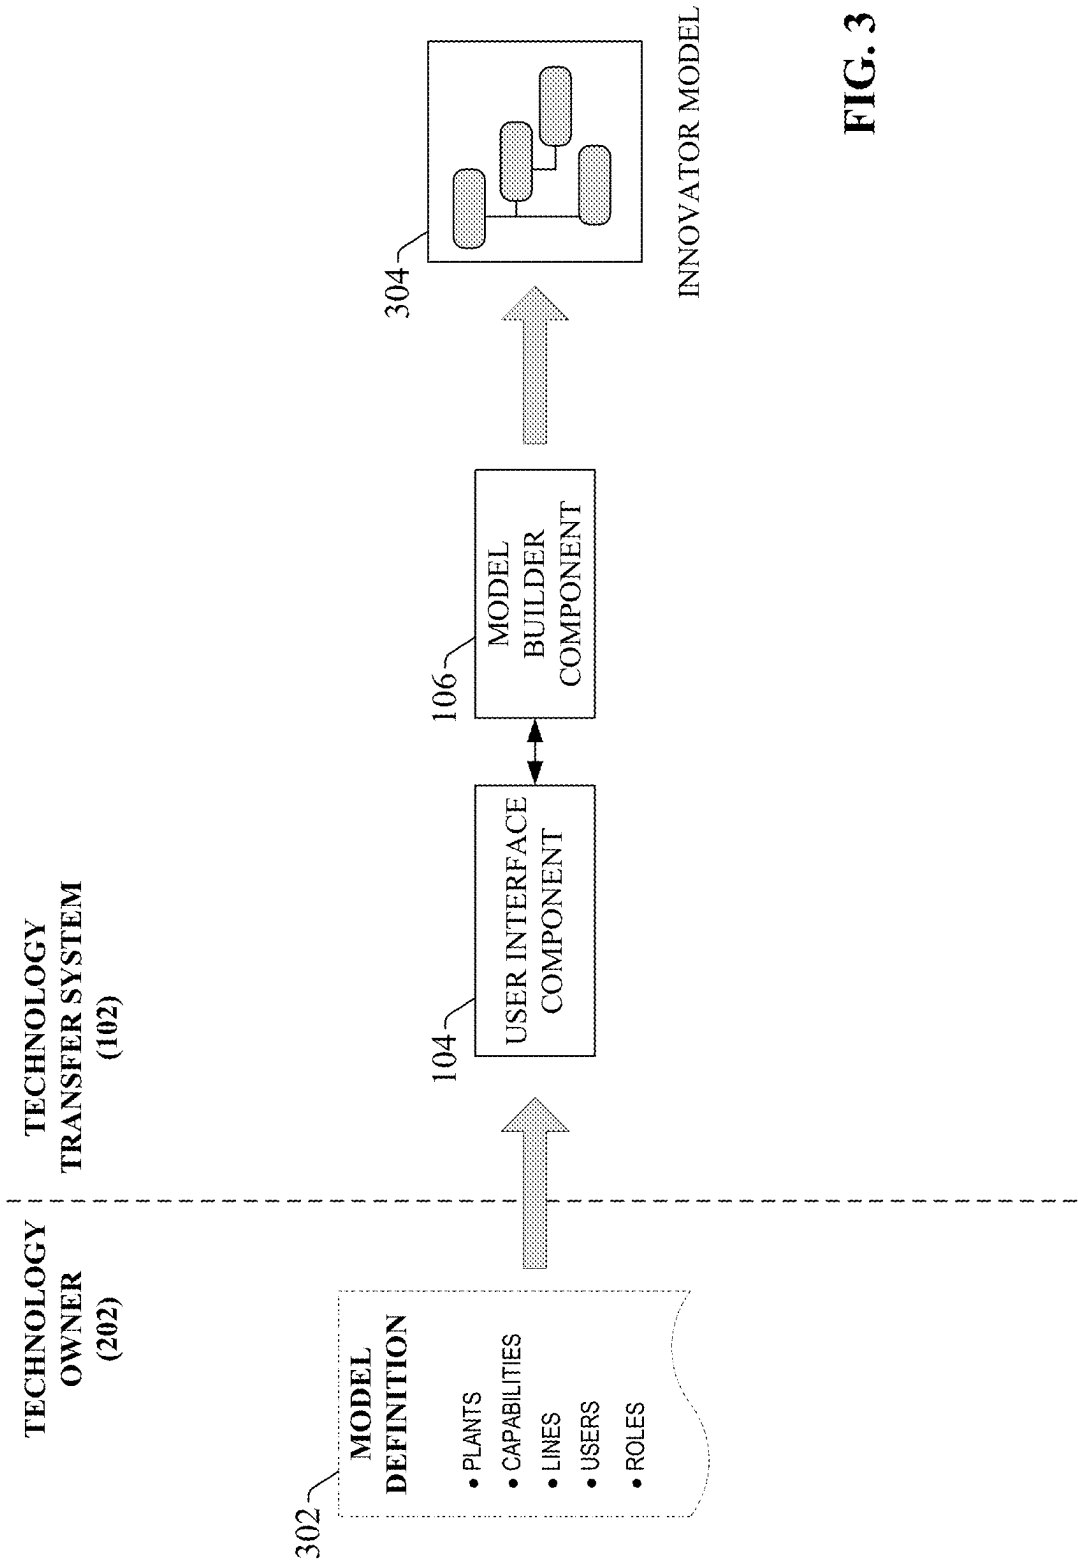 TECHNOLOGY
OWNER
(202)
TECHNOLOGY
TRANSFER SYSTEM
(102)
302
MODEL
DEFINITION
• PLANTS
• CAPABILITIES
• LINES
• USERS
• ROLES
104
USER INTERFACE
COMPONENT
106
MODEL
BUILDER
COMPONENT
304
INNOVATOR MODEL
FIG. 3